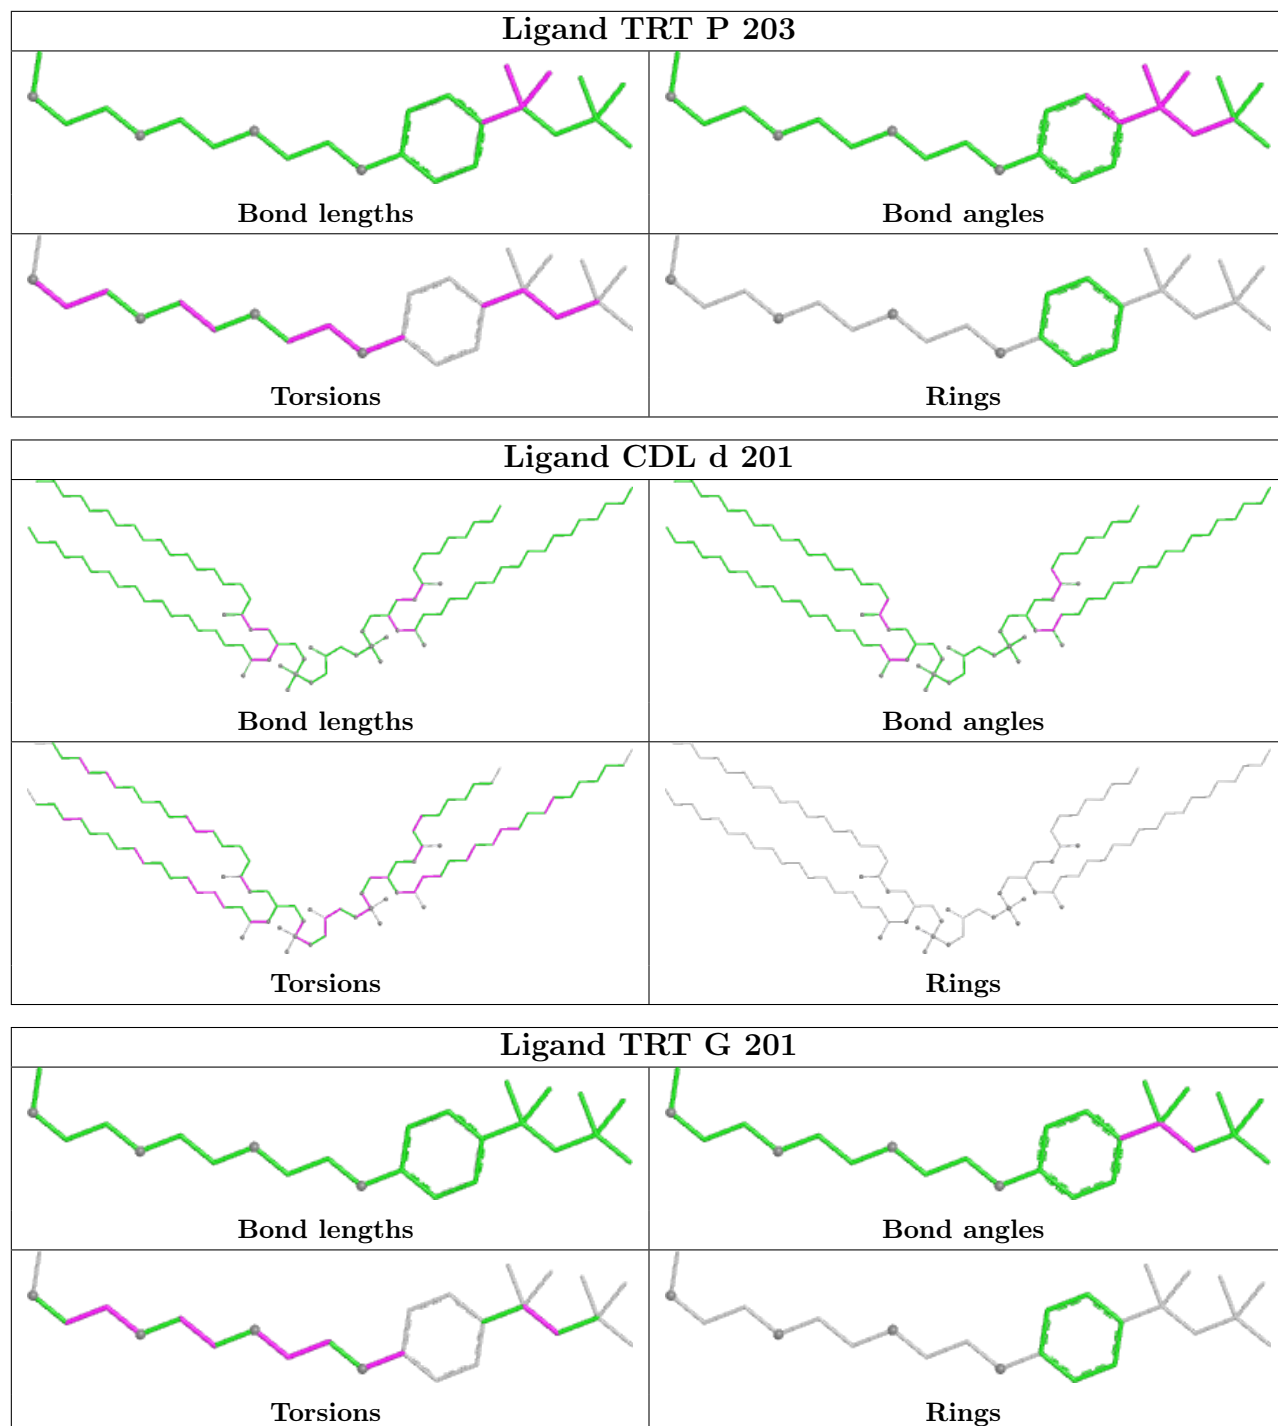 Ligand TRT P 203
Bond lengths
Bond angles
Torsions
Rings
Ligand CDL d 201
Bond lengths
Bond angles
Torsions
Rings
Ligand TRT G 201
Bond lengths
Bond angles
Torsions
Rings